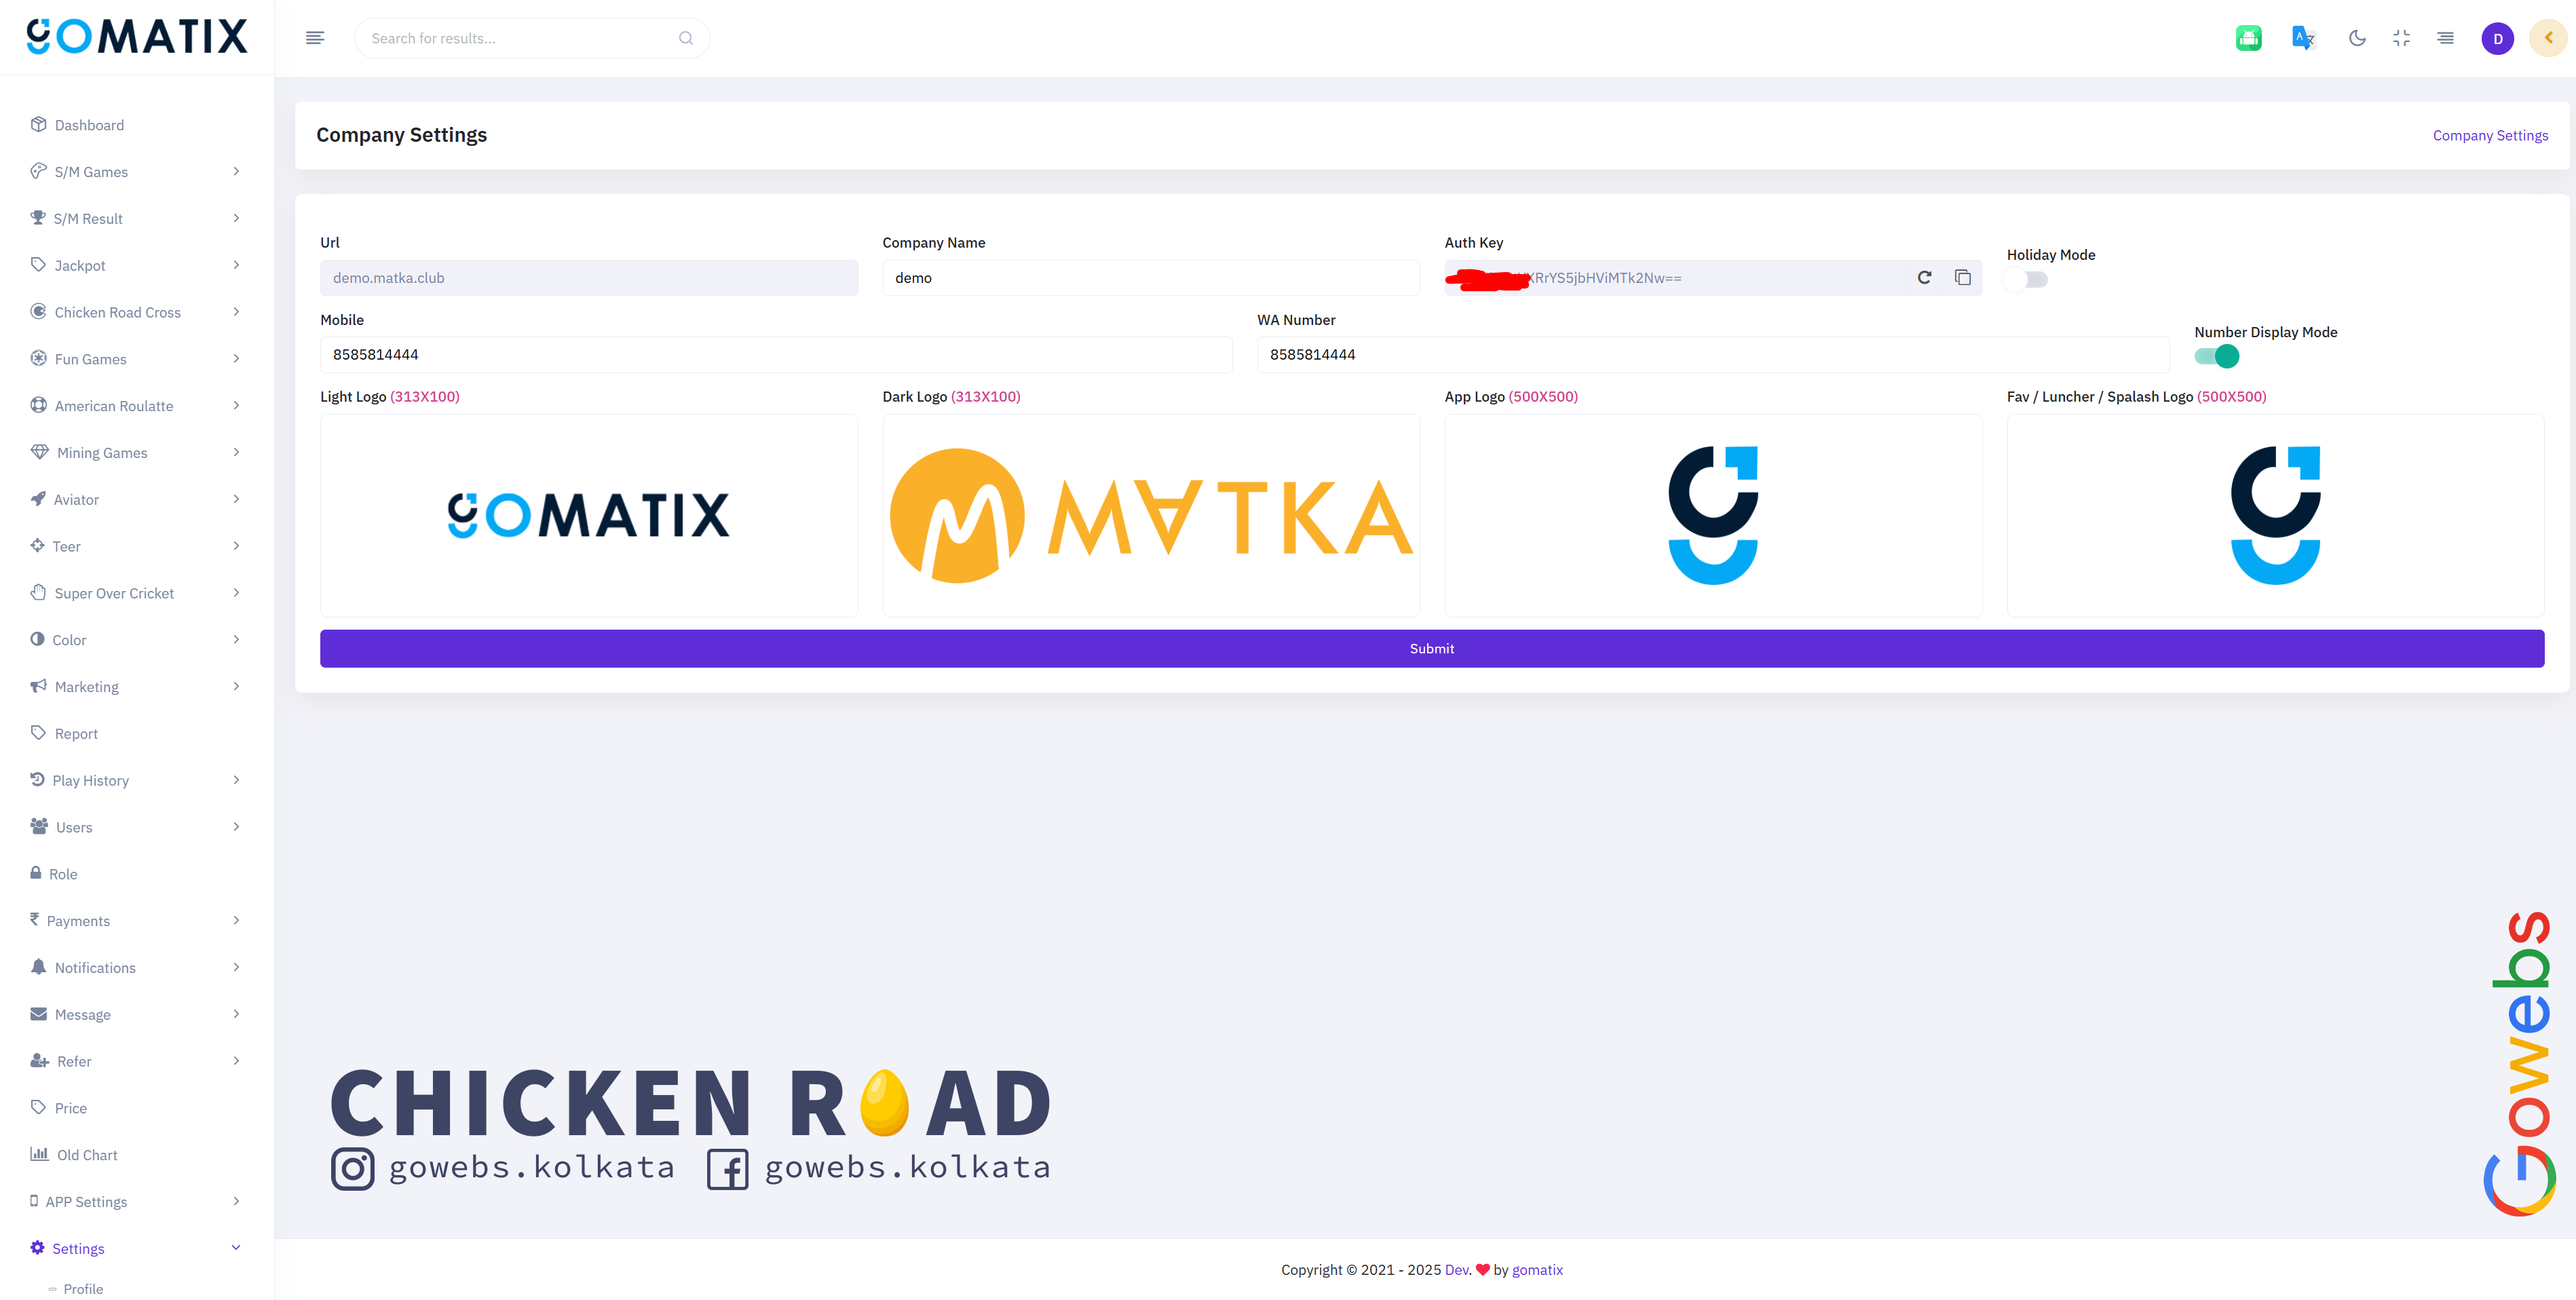 GOMATIX
Search for results...
D
Dashboard
S/M Games
S/M Result
Jackpot
Chicken Road Cross
Fun Games
American Roulatte
Mining Games
Aviator
Teer
Super Over Cricket
Color
Marketing
Report
Play History
Users
Role
Payments
Notifications
Message
Refer
Price
Old Chart
APP Settings
Settings
Profile
Company Settings
Company Settings
Url
demo.matka.club
Company Name
demo
Auth Key
XRrYS5jbHViMTk2Nw==
Holiday Mode
Mobile
8585814444
WA Number
8585814444
Number Display Mode
Light Logo (313X100)
Dark Logo (313X100)
App Logo (500X500)
Fav / Luncher / Spalash Logo (500X500)
GOMATIX
MATKA
Submit
CHICKEN ROAD
gowebs.kolkata gowebs.kolkata
Gowebs
Copyright © 2021 - 2025 Dev. ❤ by gomatix